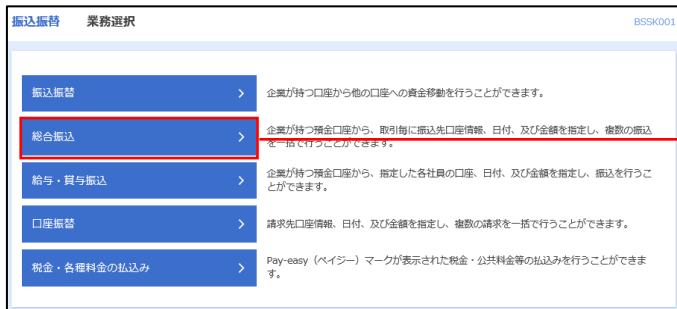 振込振替 業務選択 BSSK001
振込振替 企業が持つ口座から他の口座への資金移動を行うことができます。
総合振込 企業が持つ預金口座から、取引毎に振込先口座情報、日付、及び金額を指定し、複数の振込
を一括で行うことができます。
給与・賞与振込 企業が持つ預金口座から、指定した各社員の口座、日付、及び金額を指定し、振込を行うこ
とができます。
口座振替 請求先口座情報、日付、及び金額を指定し、複数の請求を一括で行うことができます。
税金・各種料金の払込み Pay-easy（ペイジー）マークが表示された税金・公共料金等の払込みを行うことができま
す。